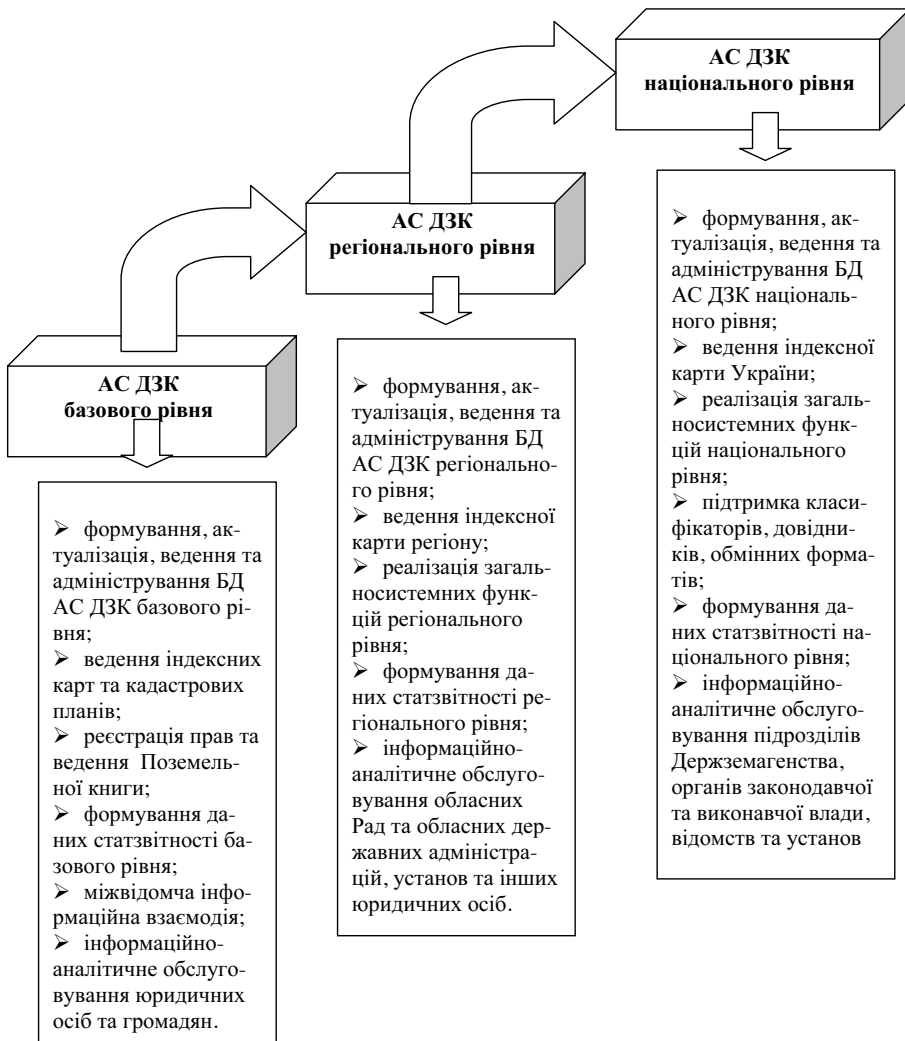 АС ДЗК
національного рівня
АС ДЗК
регіонального рівня
АС ДЗК
базового рівня
➢ формування, ак-
туалізація, ведення та
адміністрування БД
АС ДЗК базового рі-
вня;
➢ ведення індексних
карт та кадастрових
планів;
➢ реєстрація прав та
ведення Поземель-
ної книги;
➢ формування да-
них статзвітності ба-
зового рівня;
➢ міжвідомча інфо-
рмаційна взаємодія;
➢ інформаційно-
аналітичне обслуго-
вування юридичних
осіб та громадян.
➢ формування, ак-
туалізація, ведення та
адміністрування БД
АС ДЗК регіонально-
го рівня;
➢ ведення індексної
карти регіону;
➢ реалізація загаль-
носистемних функ-
цій регіонального
рівня;
➢ формування да-
них статзвітності ре-
гіонального рівня;
➢ інформаційно-
аналітичне обслуго-
вування обласних
Рад та обласних дер-
жавних адміністра-
цій, установ та інших
юридичних осіб.
➢ формування, ак-
туалізація, ведення та
адміністрування БД
АС ДЗК національ-
ного рівня;
➢ ведення індексної
карти України;
➢ реалізація загаль-
носистемних функ-
цій національного
рівня;
➢ підтримка класи-
фікаторів, довідни-
ків, обмінних форма-
тів;
➢ формування да-
них статзвітності на-
ціонального рівня;
➢ інформаційно-
аналітичне обслуго-
вування підрозділів
Держземагенства,
органів законодавчої
та виконавчої влади,
відомств та установ